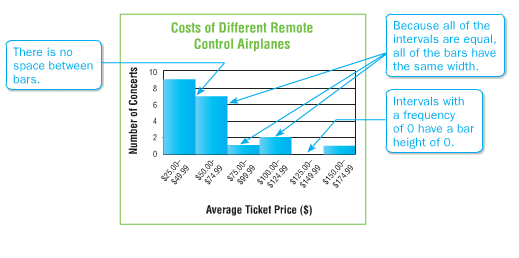 Costs of Different Remote
Control Airplanes
There is no
space between
bars.
Because all of the
intervals are equal,
all of the bars have
the same width.
Intervals with
a frequency
of 0 have a bar
height of 0.
Number of Concerts
10
8
6
4
2
0
$25.00–
$49.99
$50.00–
$74.99
$75.00–
$99.99
$100.00–
$124.99
$125.00–
$149.99
$150.00–
$174.99
Average Ticket Price ($)